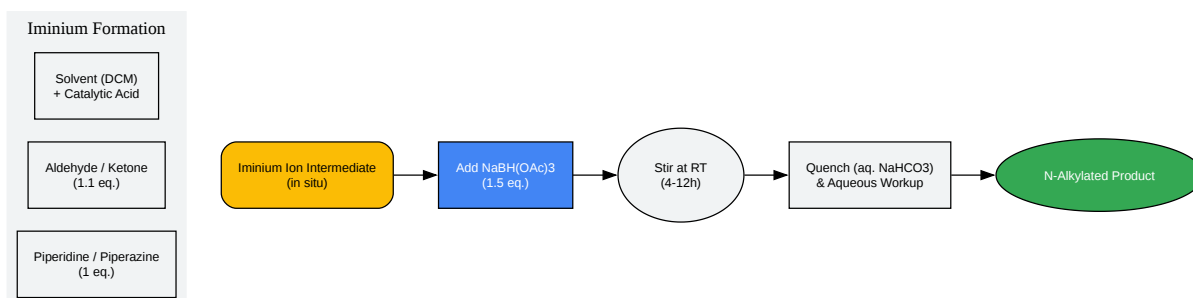 Iminium Formation
Solvent (DCM)
+ Catalytic Acid
Aldehyde / Ketone
(1.1 eq.)
Piperidine / Piperazine
(1 eq.)
Iminium Ion Intermediate
(in situ)
Add NaBH(OAc)3
(1.5 eq.)
Stir at RT
(4-12h)
Quench (aq. NaHCO3)
& Aqueous Workup
N-Alkylated Product